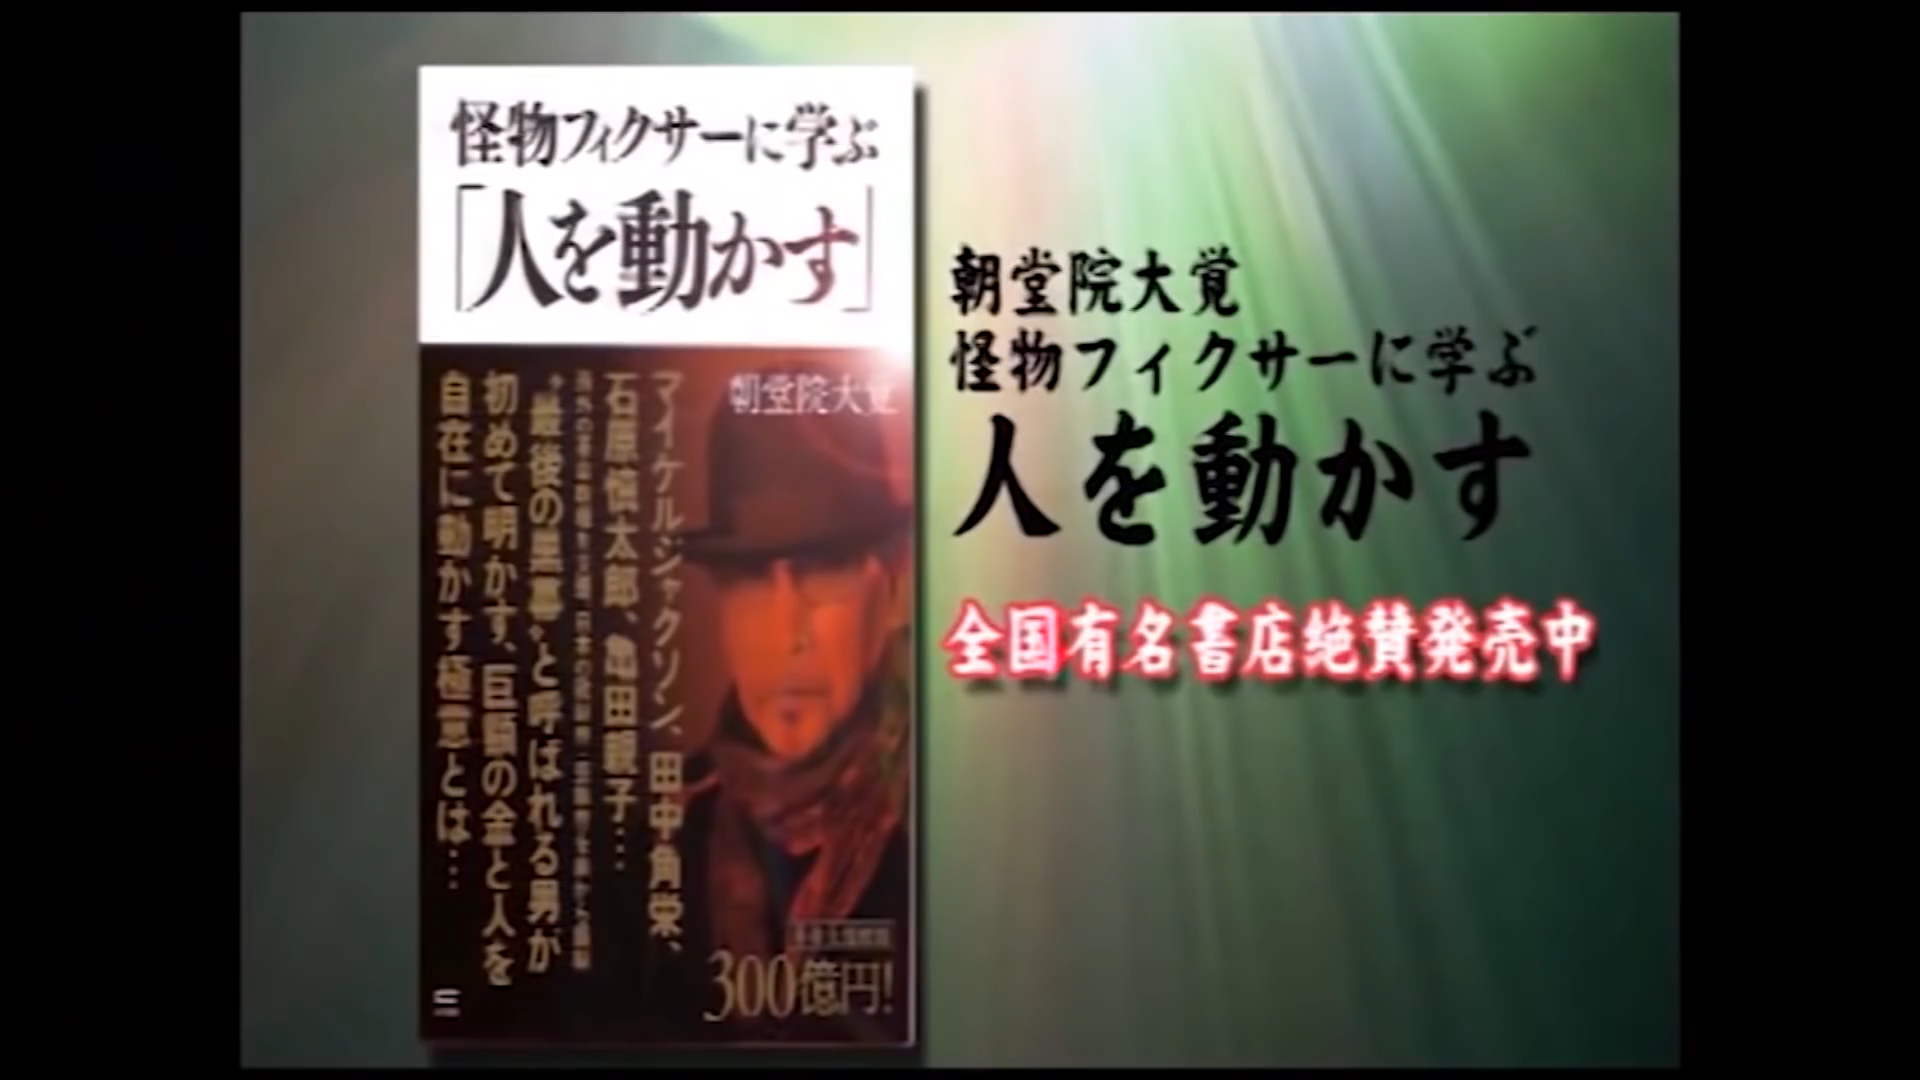 怪物フィクサーに学ぶ
「人を動かす」
朝堂院大覚
マイケルジャクソン、田中角栄、
石原慎太郎、亀田親子…
“最後の黒幕”と呼ばれる男が
初めて明かす、巨額の金と人を
自在に動かす極意とは…
300億円!
朝堂院大覚
怪物フィクサーに学ぶ
人を動かす
全国有名書店絶賛発売中